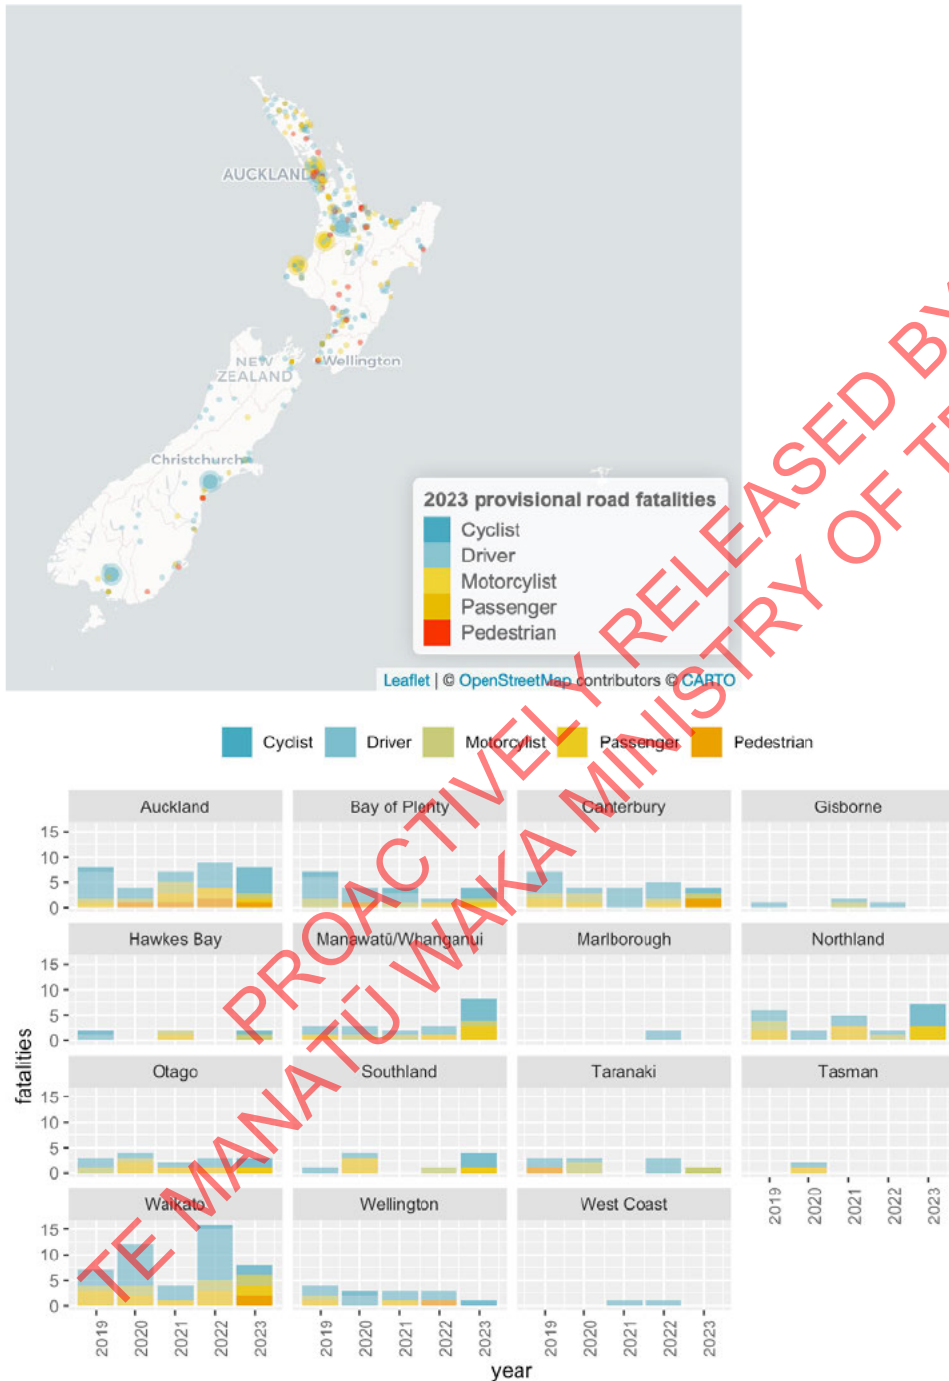 AUCKLAND
NEW
ZEALAND
Wellington
Christchurch
2023 provisional road fatalities
Cyclist
Driver
Motorcylist
Passenger
Pedestrian
Leaflet | © OpenStreetMap contributors © CARTO
PROACTIVELY RELEASED BY
TE MANATŪ WAKA MINISTRY OF TE
Cyclist Driver Motorcylist Passenger Pedestrian
Auckland Bay of Plenty Canterbury Gisborne
15
10
5
0
Hawkes Bay Manawatū/Whanganui Marlborough Northland
15
10
5
0
fatalities
Otago Southland Taranaki Tasman
15
10
5
0
2019 2020 2021 2022 2023
Waikato Wellington West Coast
15
10
5
0
2019 2020 2021 2022 2023 2019 2020 2021 2022 2023 2019 2020 2021 2022 2023
year